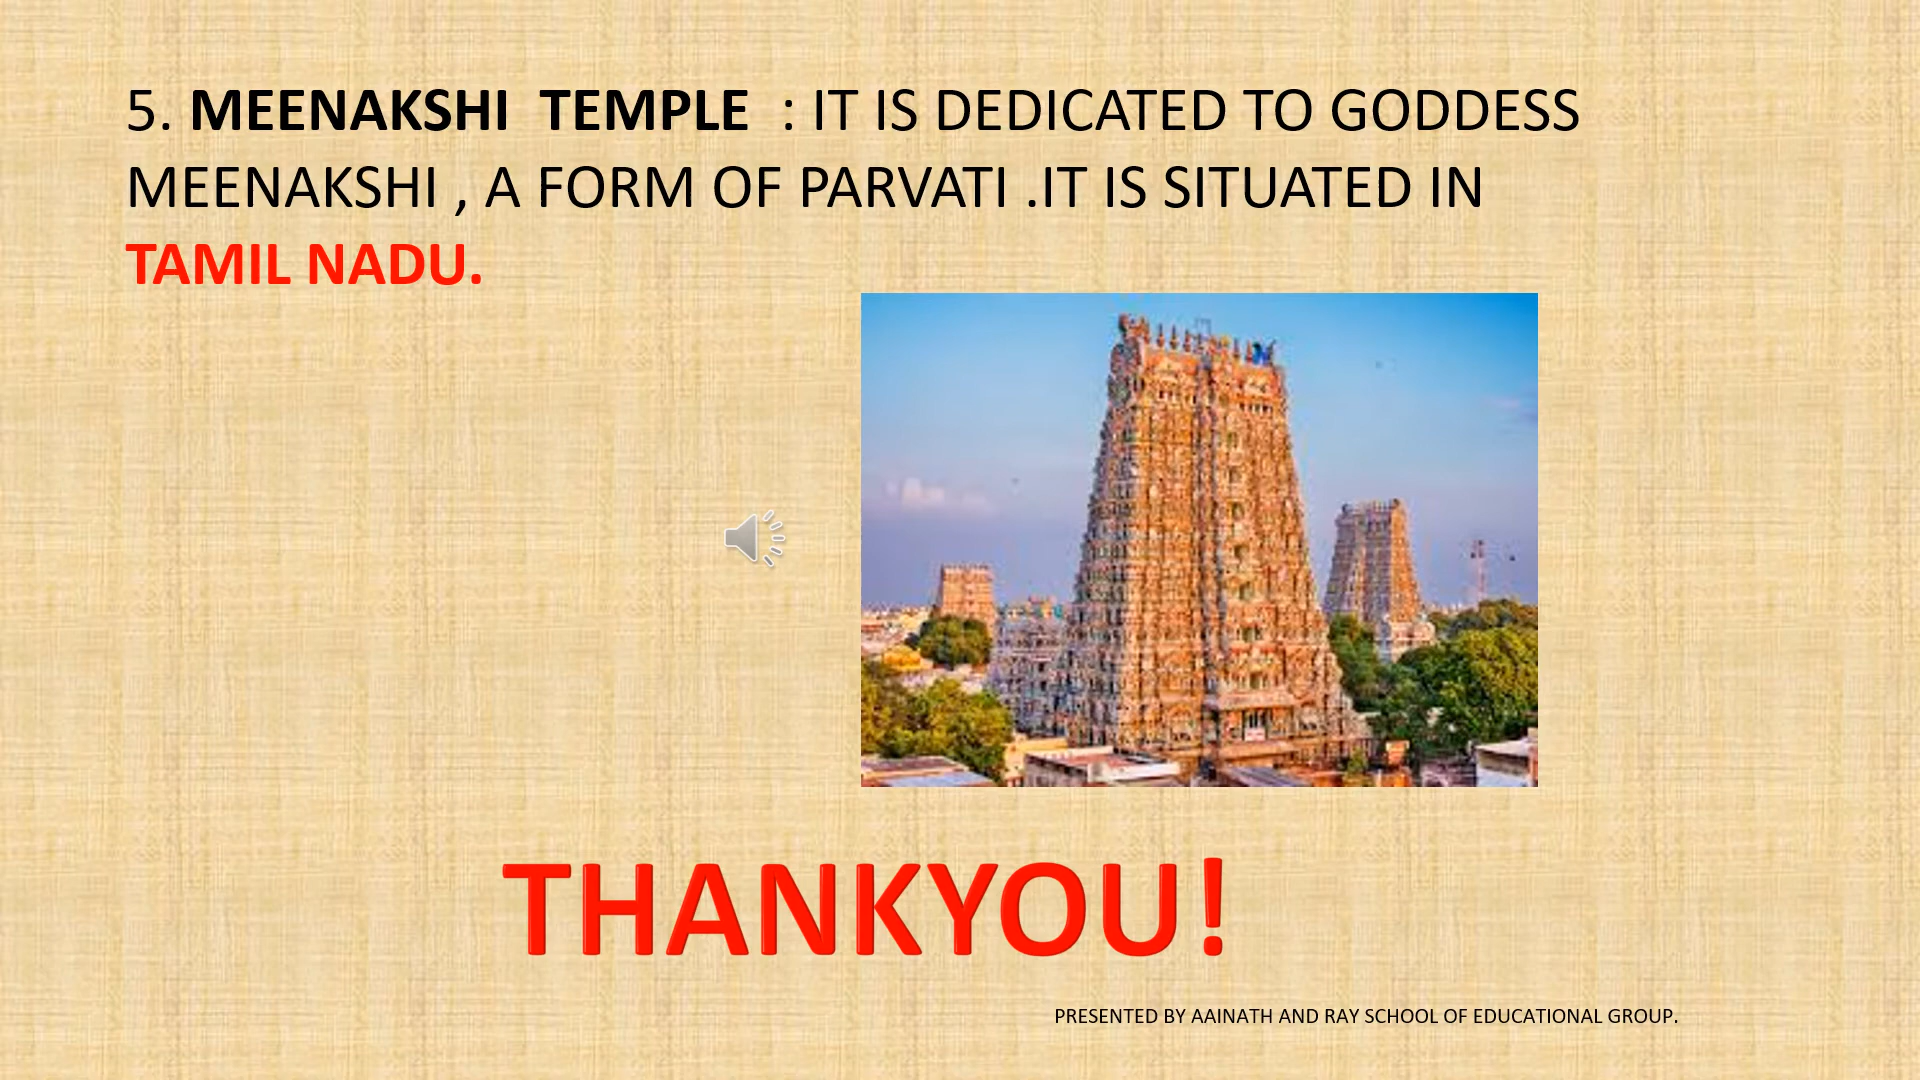 5. MEENAKSHI TEMPLE : IT IS DEDICATED TO GODDESS
MEENAKSHI , A FORM OF PARVATI .IT IS SITUATED IN
TAMIL NADU.
THANKYOU!
PRESENTED BY AAINATH AND RAY SCHOOL OF EDUCATIONAL GROUP.